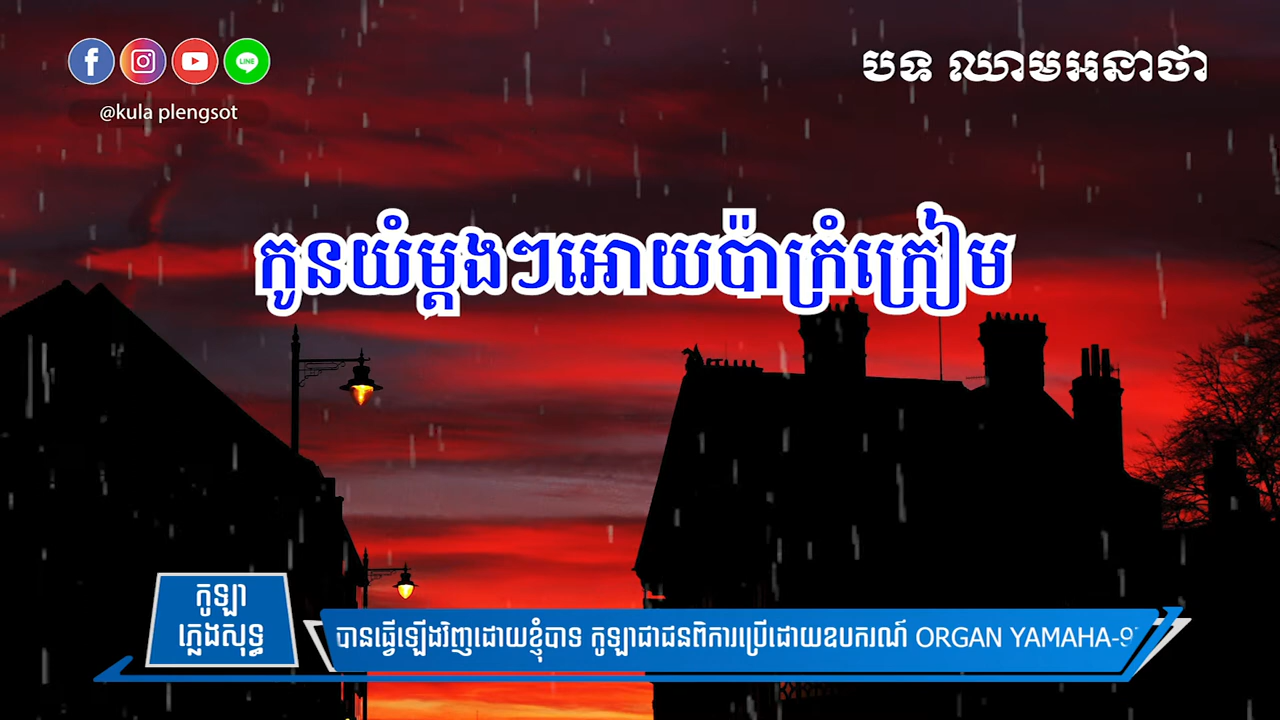 បទ ឈាមអនាថា
@kula plengsot
កូនយំម្ដងៗអោយប៉ាក្រំក្រៀម
កូឡា
ភ្លេងសុទ្ធ
បានធ្វើឡើងវិញដោយខ្ញុំបាទ កូឡាជាជនពិការប្រើដោយឧបករណ៍ ORGAN YAMAHA-9